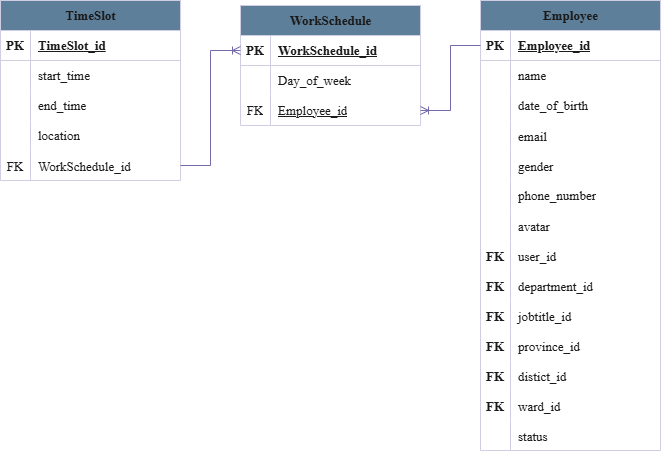 TimeSlot
PK TimeSlot_id
start_time
end_time
location
FK WorkSchedule_id
WorkSchedule
PK WorkSchedule_id
Day_of_week
FK Employee_id
Employee
PK Employee_id
name
date_of_birth
email
gender
phone_number
avatar
FK user_id
FK department_id
FK jobtitle_id
FK province_id
FK distict_id
FK ward_id
status